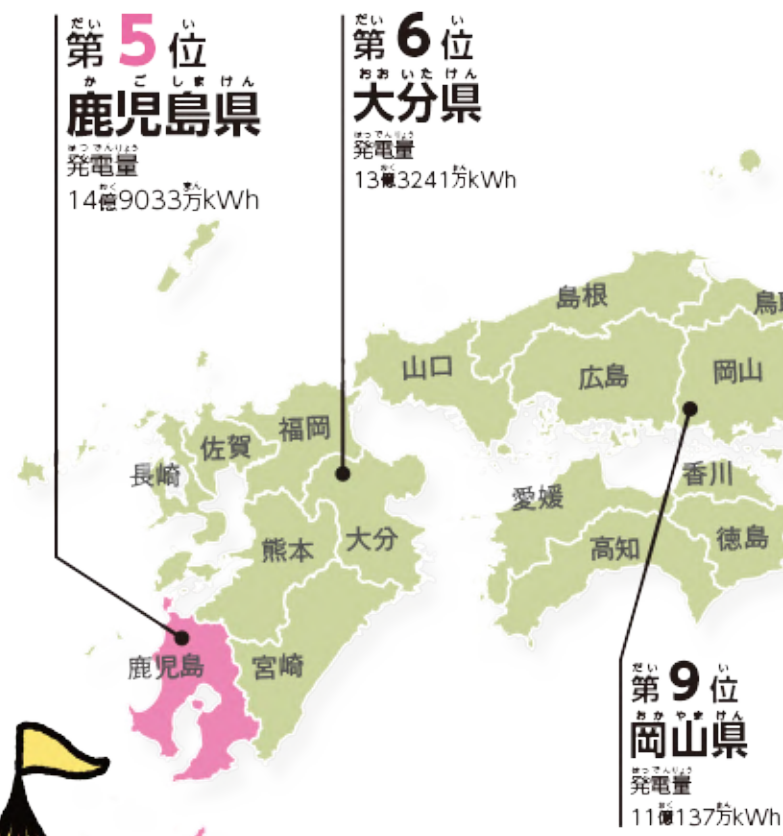 第5位
鹿児島県
発電量
14億9033万kWh
第6位
大分県
発電量
13億3241万kWh
島根
山口
広島
岡山
福岡
佐賀
長崎
大分
熊本
宮崎
鹿児島
愛媛
香川
高知
徳島
第9位
岡山県
発電量
11億137万kWh